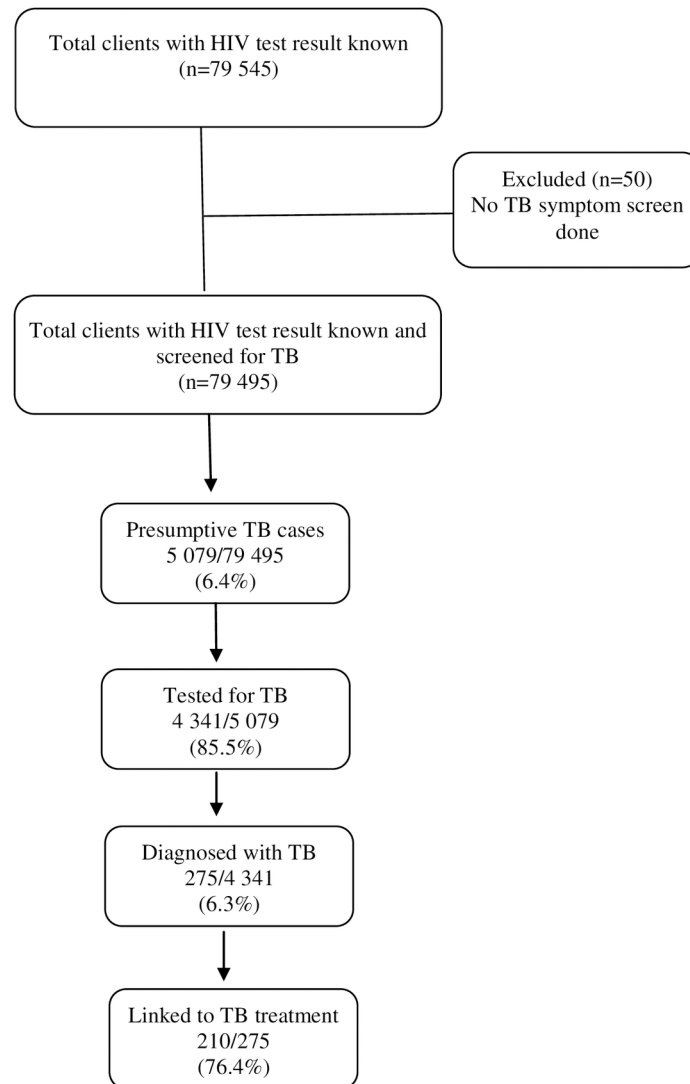 Total clients with HIV test result known
(n=79 545)
Excluded (n=50)
No TB symptom screen
done
Total clients with HIV test result known and
screened for TB
(n=79 495)
Presumptive TB cases
5 079/79 495
(6.4%)
Tested for TB
4 341/5 079
(85.5%)
Diagnosed with TB
275/4 341
(6.3%)
Linked to TB treatment
210/275
(76.4%)